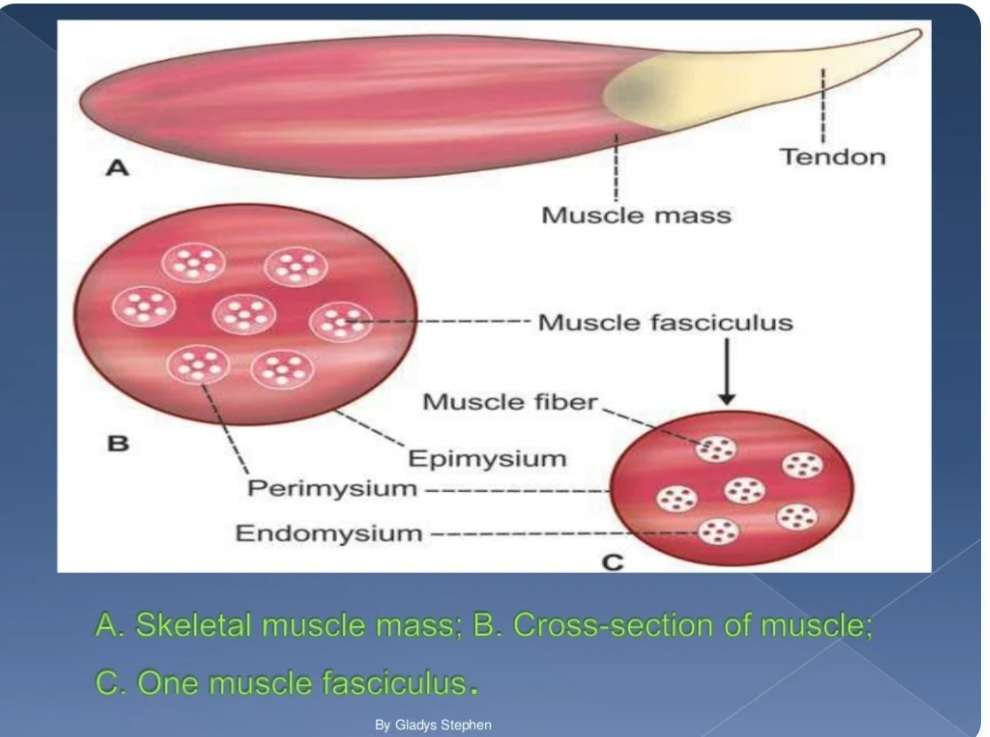 Tendon
A
Muscle mass
Muscle fasciculus
Muscle fiber
B
Epimysium
Perimysium
Endomysium
C
A. Skeletal muscle mass; B. Cross-section of muscle;
C. One muscle fasciculus.
By Gladys Stephen